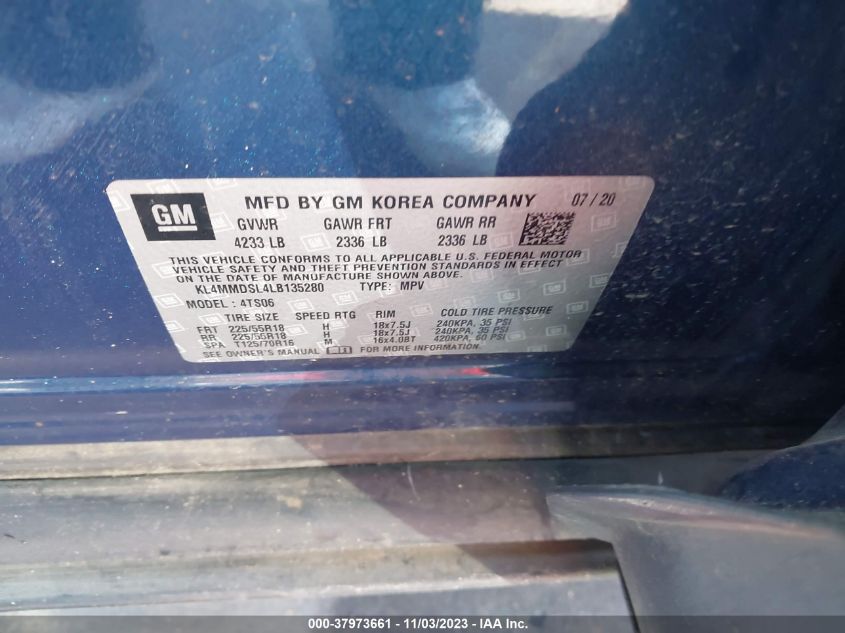 GM
MFD BY GM KOREA COMPANY 07/20
GVWR GAWR FRT GAWR RR
4233 LB 2336 LB 2336 LB
THIS VEHICLE CONFORMS TO ALL APPLICABLE U.S. FEDERAL MOTOR
VEHICLE SAFETY AND THEFT PREVENTION STANDARDS IN EFFECT
ON THE DATE OF MANUFACTURE SHOWN ABOVE.
KL4MMDSL4LB135280 TYPE: MPV
MODEL: 4TS06
TIRE SIZE SPEED RTG RIM COLD TIRE PRESSURE
FRT 225/55R18 H 18x7.5J 240KPA, 35 PSI
RR 225/55R18 H 18x7.5J 240KPA, 35 PSI
SPA T125/70R16 M 16x4.0BT 420KPA, 60 PSI
SEE OWNER'S MANUAL FOR MORE INFORMATION.
000-37973661 - 11/03/2023 - IAA Inc.